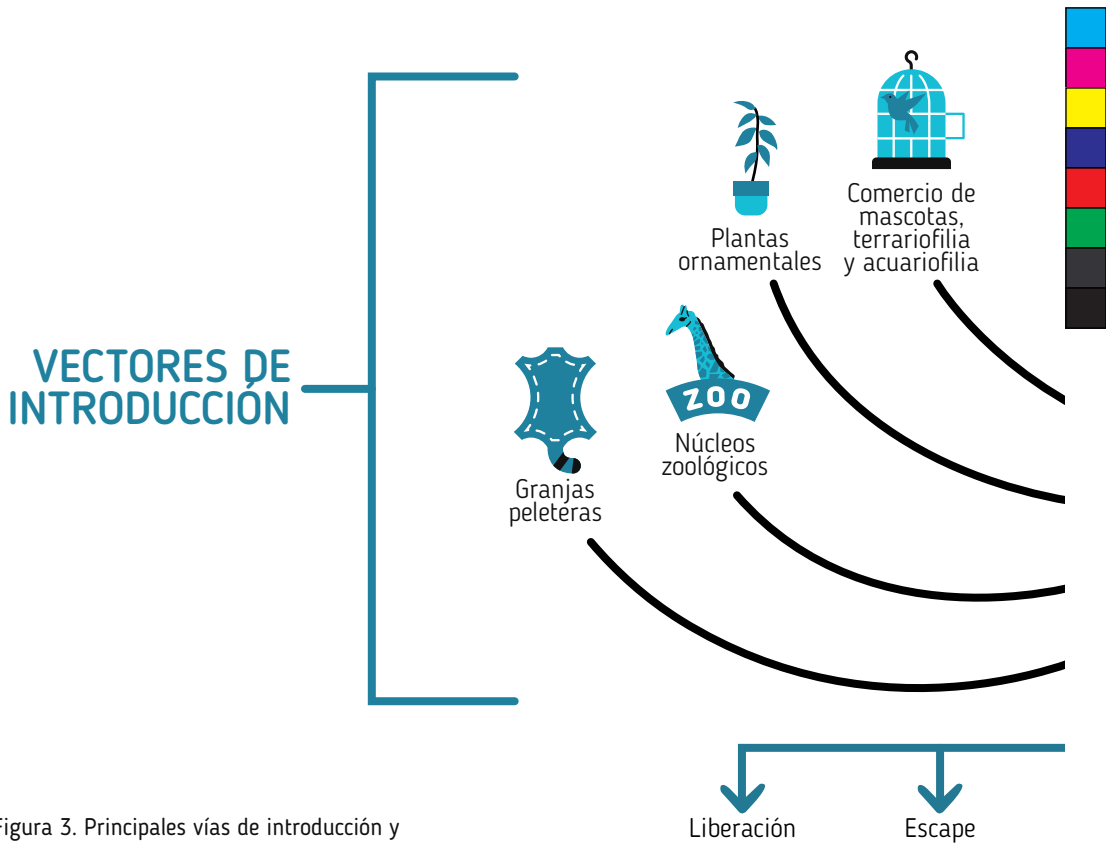 VECTORES DE
INTRODUCCIÓN
Plantas
ornamentales
Comercio de
mascotas,
terrariofilia
y acuariofilia
ZOO
Núcleos
zoológicos
Granjas
peleteras
Liberación
Escape
Figura 3. Principales vías de introducción y